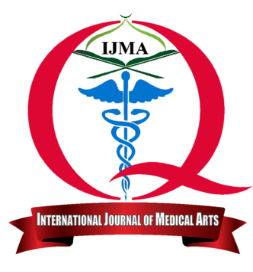 IJMA
INTERNATIONAL JOURNAL OF MEDICAL ARTS